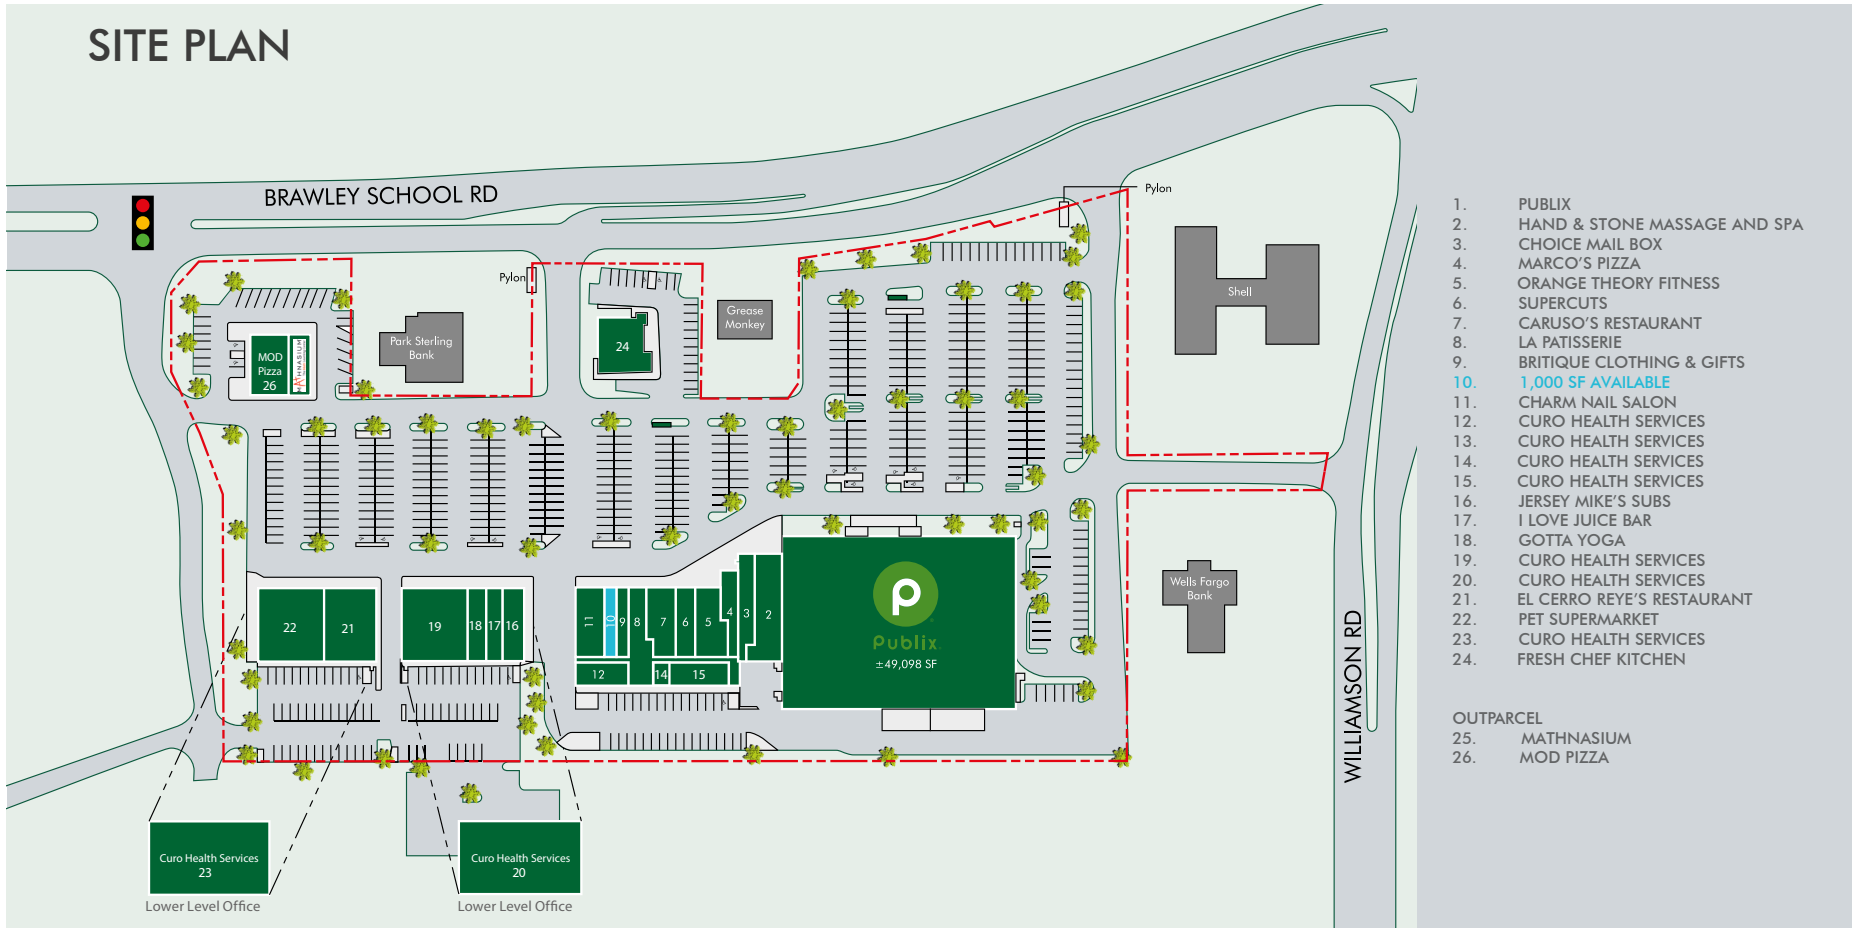 SITE PLAN
BRAWLEY SCHOOL RD
Pylon
Pylon
Shell
Grease
Monkey
Park Sterling
Bank
24
MOD
Pizza
26
MATHNASIUM
Wells Fargo
Bank
WILLIAMSON RD
22
21
19
18
17
16
11
10
9
8
7
6
5
4
3
2
12
14
15
P
Publix
±49,098 SF
Curo Health Services
23
Lower Level Office
Curo Health Services
20
Lower Level Office
1. PUBLIX
2. HAND & STONE MASSAGE AND SPA
3. CHOICE MAIL BOX
4. MARCO'S PIZZA
5. ORANGE THEORY FITNESS
6. SUPERCUTS
7. CARUSO'S RESTAURANT
8. LA PATISSERIE
9. BRITIQUE CLOTHING & GIFTS
10. 1,000 SF AVAILABLE
11. CHARM NAIL SALON
12. CURO HEALTH SERVICES
13. CURO HEALTH SERVICES
14. CURO HEALTH SERVICES
15. CURO HEALTH SERVICES
16. JERSEY MIKE'S SUBS
17. I LOVE JUICE BAR
18. GOTTA YOGA
19. CURO HEALTH SERVICES
20. CURO HEALTH SERVICES
21. EL CERRO REYE'S RESTAURANT
22. PET SUPERMARKET
23. CURO HEALTH SERVICES
24. FRESH CHEF KITCHEN
OUTPARCEL
25. MATHNASIUM
26. MOD PIZZA